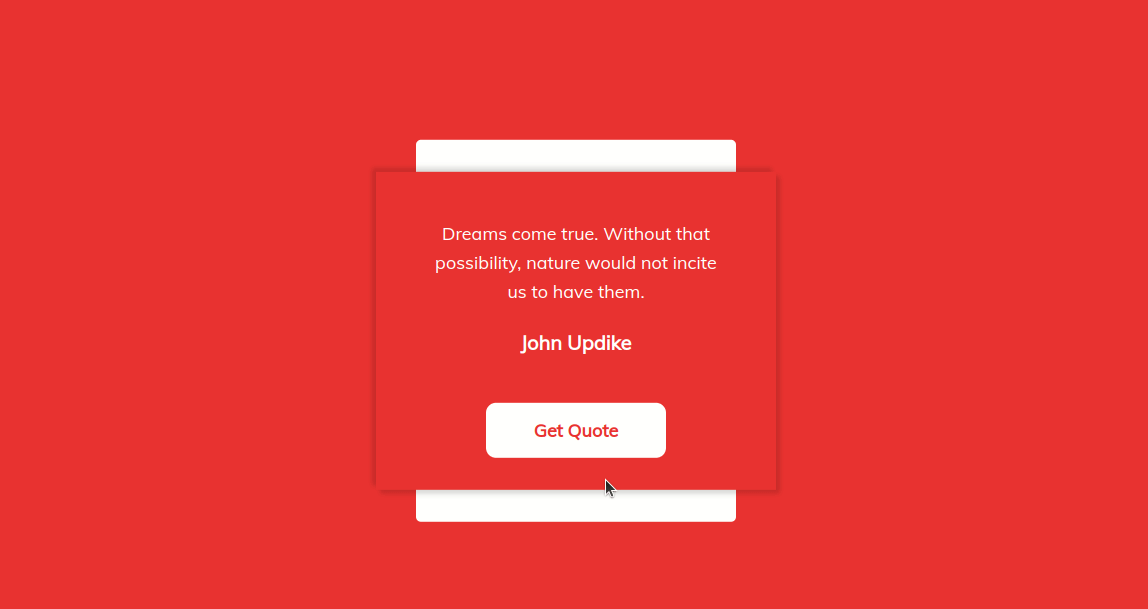 Dreams come true. Without that
possibility, nature would not incite
us to have them.
John Updike
Get Quote